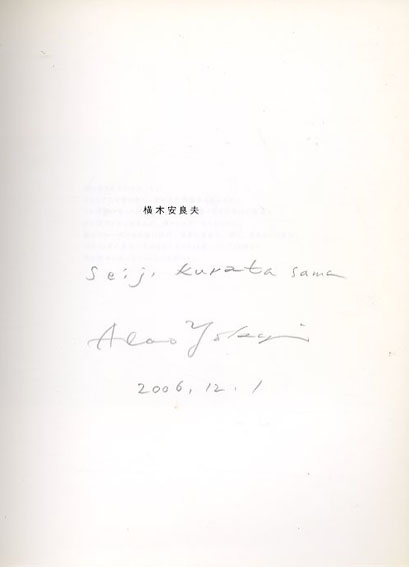 横木安良夫
Seiji Kurata sama
Alao Yokogi
2006. 12. 1